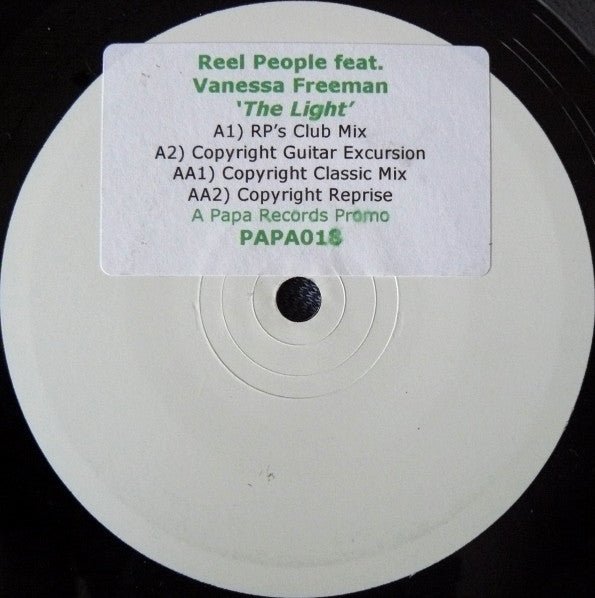 Reel People feat.
Vanessa Freeman
‘The Light’
A1) RP’s Club Mix
A2) Copyright Guitar Excursion
AA1) Copyright Classic Mix
AA2) Copyright Reprise
A Papa Records Promo
PAPA018